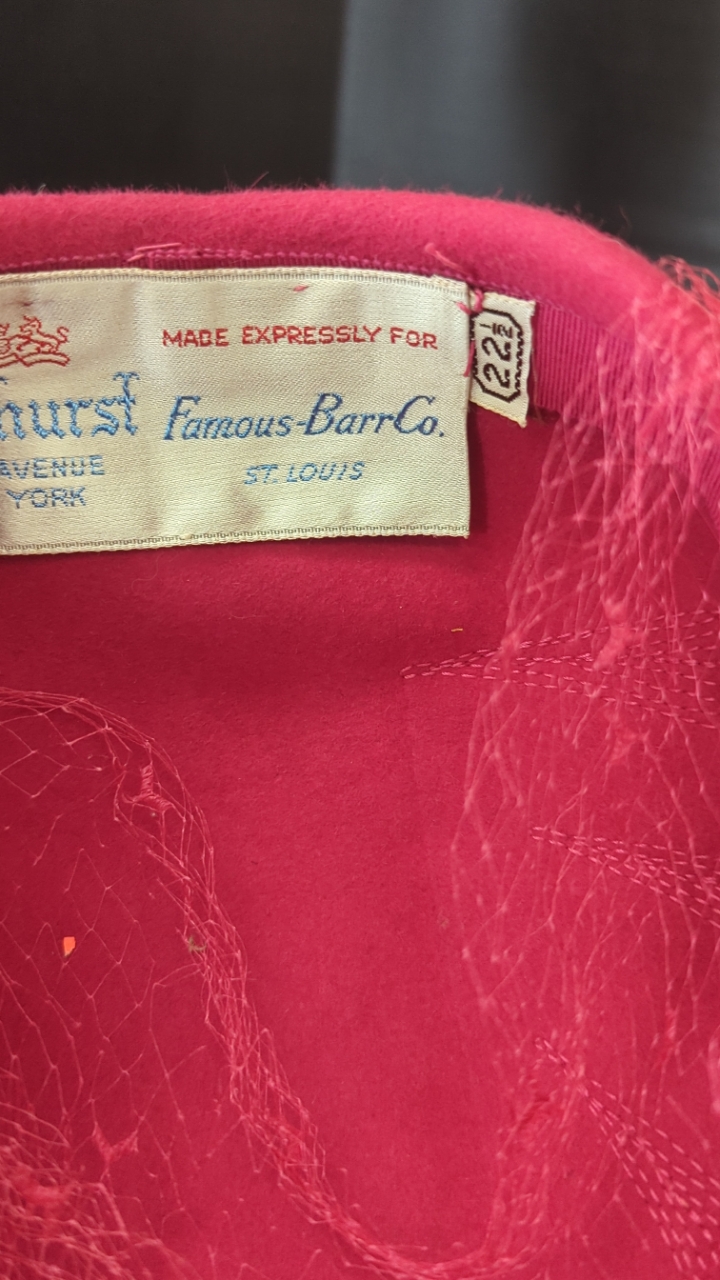 hurst
AVENUE
YORK
MADE EXPRESSLY FOR
Famous-Barr Co.
ST. LOUIS
22½